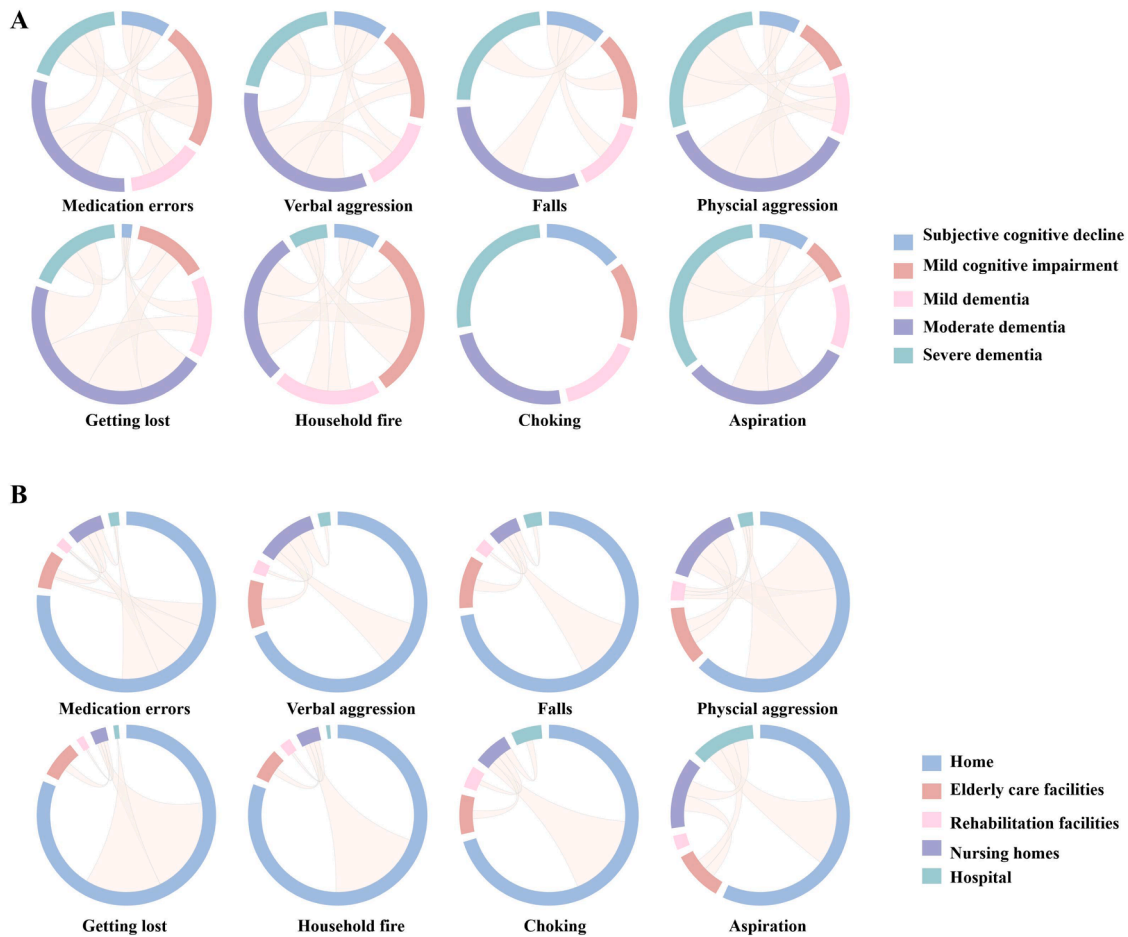 A
Medication errors
Verbal aggression
Falls
Physcial aggression
Getting lost
Household fire
Choking
Aspiration
Subjective cognitive decline
Mild cognitive impairment
Mild dementia
Moderate dementia
Severe dementia
B
Medication errors
Verbal aggression
Falls
Physcial aggression
Getting lost
Household fire
Choking
Aspiration
Home
Elderly care facilities
Rehabilitation facilities
Nursing homes
Hospital